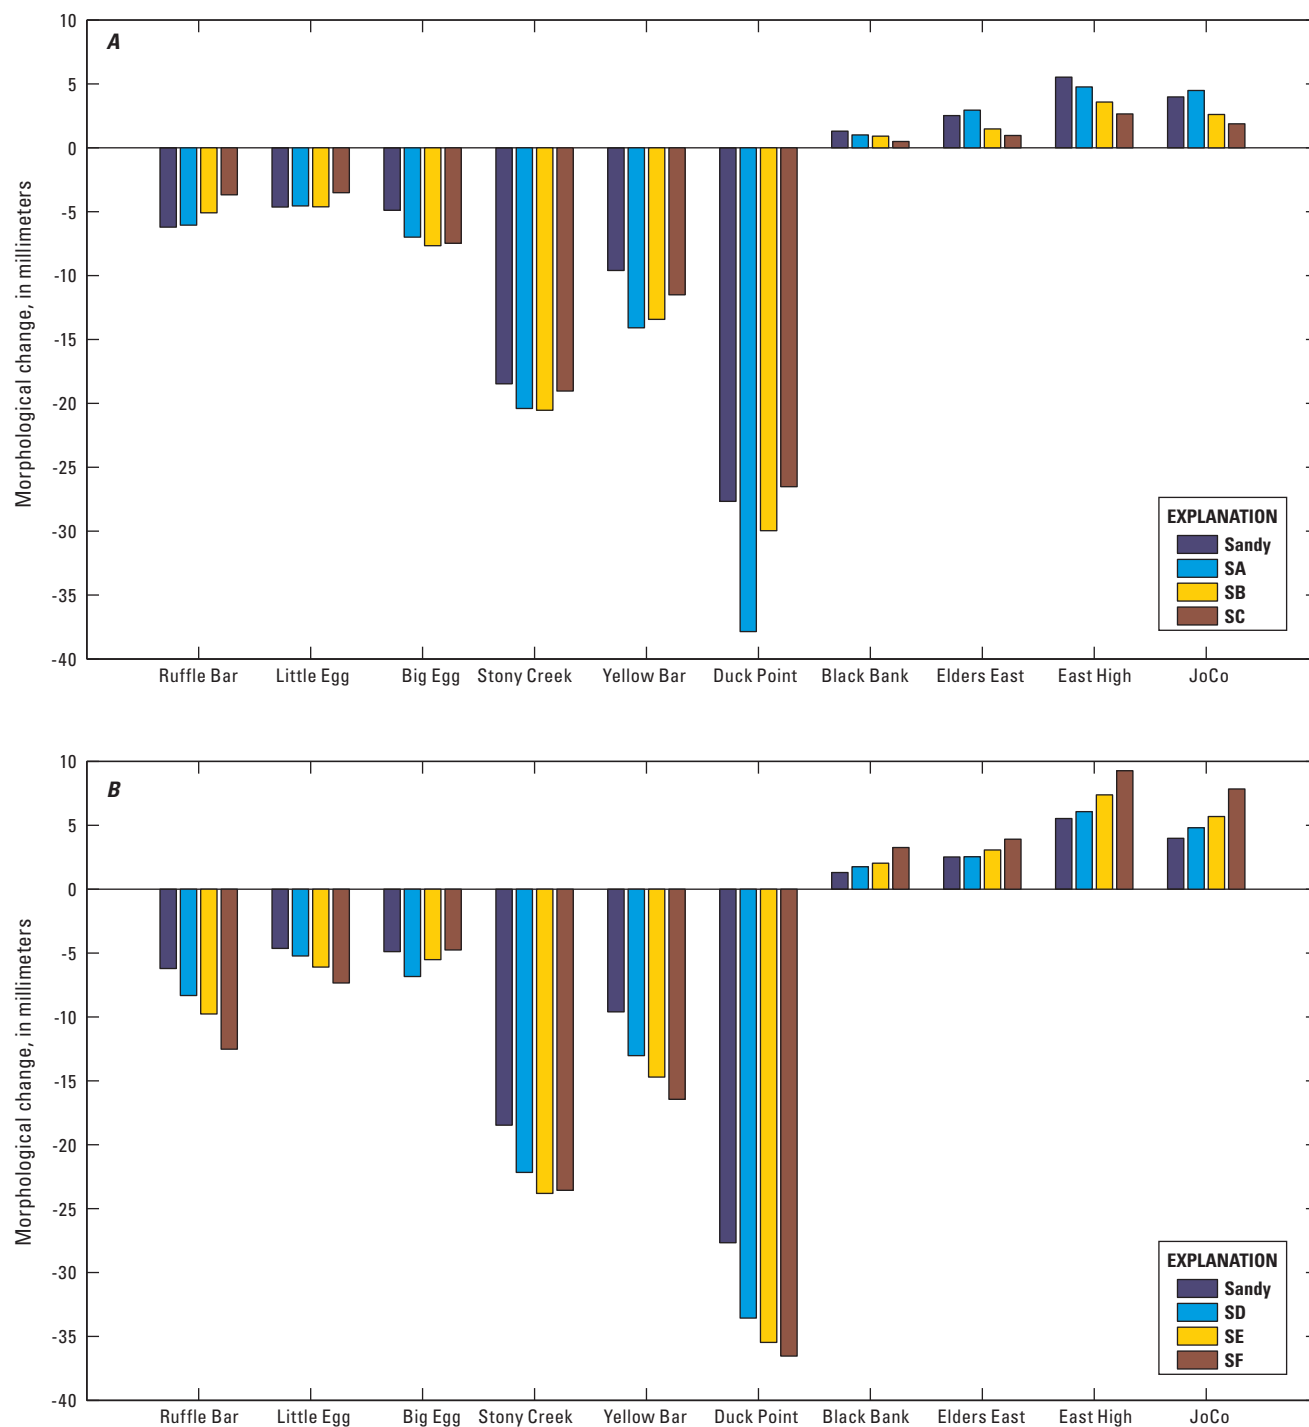 A
10
5
0
-5
-10
-15
-20
-25
-30
-35
-40
Morphological change, in millimeters
EXPLANATION
Sandy
SA
SB
SC
Ruffle Bar Little Egg Big Egg Stony Creek Yellow Bar Duck Point Black Bank Elders East East High JoCo
B
10
5
0
-5
-10
-15
-20
-25
-30
-35
-40
Morphological change, in millimeters
EXPLANATION
Sandy
SD
SE
SF
Ruffle Bar Little Egg Big Egg Stony Creek Yellow Bar Duck Point Black Bank Elders East East High JoCo